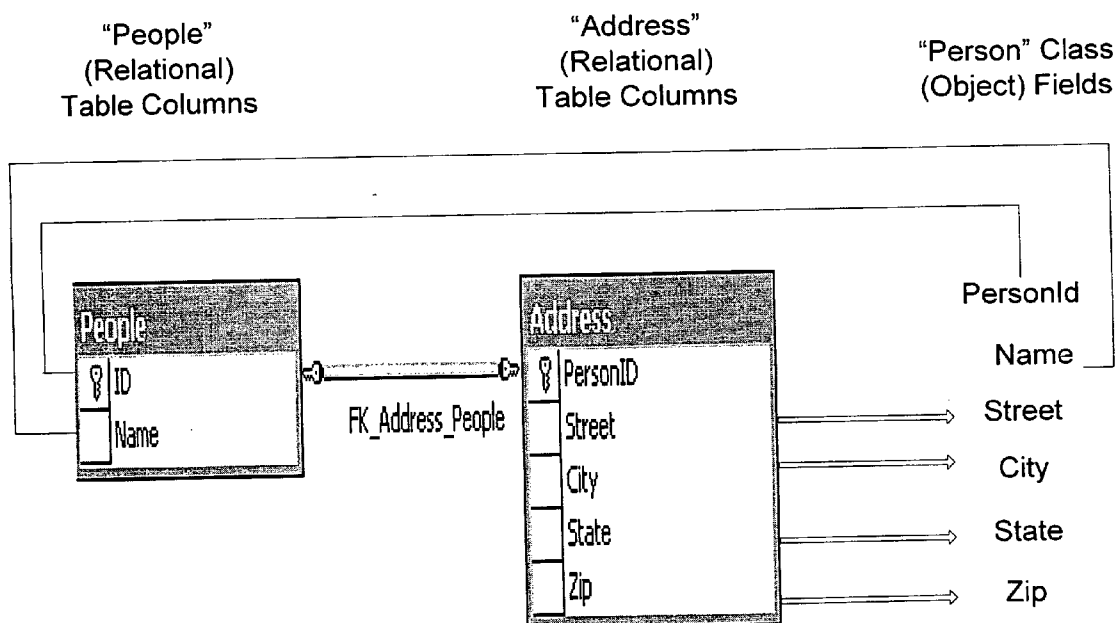 "People"
(Relational)
Table Columns
"Address"
(Relational)
Table Columns
"Person" Class
(Object) Fields
People
ID
Name
FK_Address_People
Address
PersonID
Street
City
State
Zip
PersonId
Name
Street
City
State
Zip